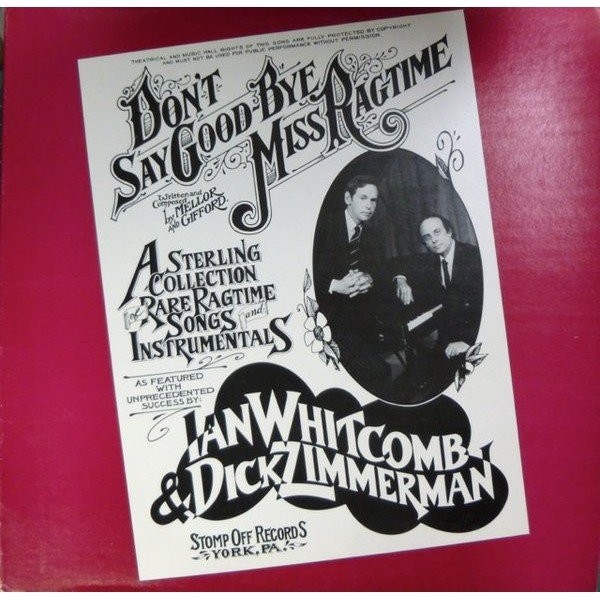 THEATRICAL AND MUSIC HALL RIGHTS OF THIS SONG ARE FULLY PROTECTED BY COPYRIGHT
AND MUST NOT BE USED FOR PUBLIC PERFORMANCE WITHOUT PERMISSION.
DON'T
SAY GOOD-BYE
MISS RAGTIME
Written and
Composed
by MELLOR
AND GIFFORD.
A STERLING
COLLECTION
of RARE RAGTIME
SONGS and
INSTRUMENTALS
AS FEATURED
WITH
UNPRECEDENTED
SUCCESS BY:
IAN WHITCOMB
& DICK ZIMMERMAN
STOMP OFF RECORDS
YORK, PA.